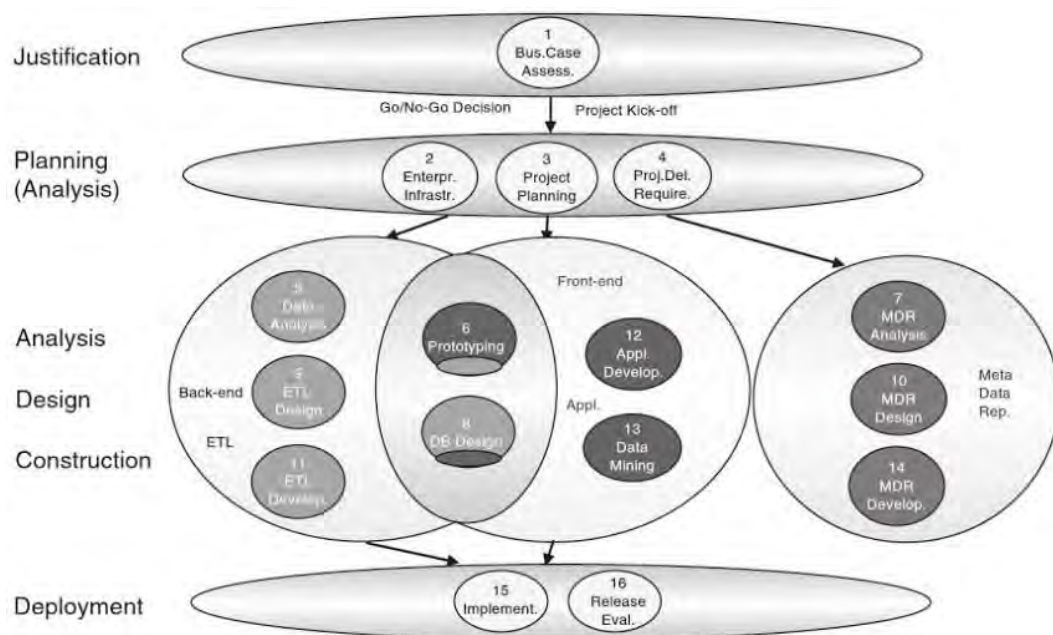 Justification
1
Bus.Case
Assess.
Go/No-Go Decision
Project Kick-off
Planning
(Analysis)
2
Enterpr.
Infrastr.
3
Project
Planning
4
Proj.Del.
Require.
Front-end
5
Data
Analysis
6
Prototyping
12
Appl.
Develop.
7
MDR
Analysis
Analysis
Design
Construction
Back-end
ETL
9
ETL
Design
8
DB Design
Appl.
13
Data
Mining
10
MDR
Design
Meta
Data
Rep.
11
ETL
Develop.
14
MDR
Develop.
Deployment
15
Implement.
16
Release
Eval.